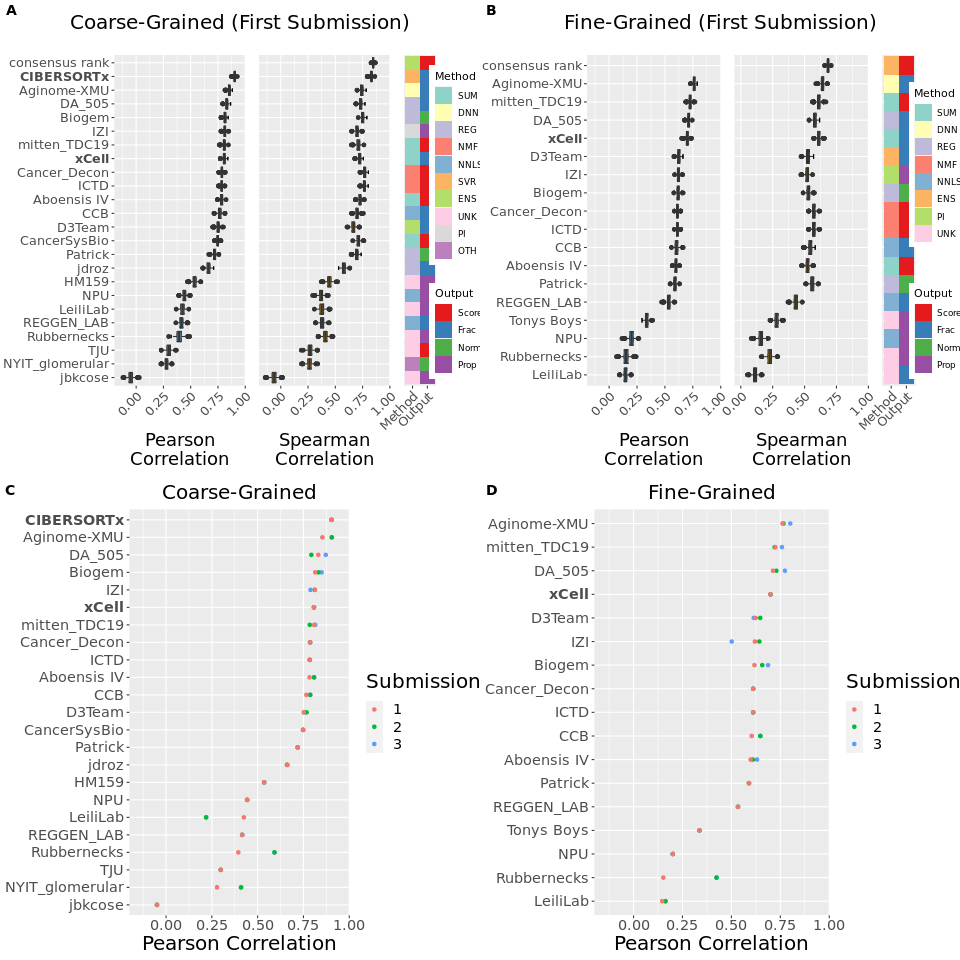 A
Coarse-Grained (First Submission)
consensus rank
CIBERSORTx
Aginome-XMU
DA_505
Biogem
IZI
mitten_TDC19
xCell
Cancer_Decon
ICTD
Aboensis IV
CCB
D3Team
CancerSysBio
Patrick
jdroz
HM159
NPU
LeiliLab
REGGEN_LAB
Rubbernecks
TJU
NYIT_glomerular
jbkcose
0.00 0.25 0.50 0.75 1.00
0.00 0.25 0.50 0.75 1.00
Method
Output
Pearson
Correlation
Spearman
Correlation
Method
SUM
DNN
REG
NMF
NNLS
SVR
ENS
UNK
PI
OTH
Output
Score
Frac
Norm
Prop
B
Fine-Grained (First Submission)
consensus rank
Aginome-XMU
mitten_TDC19
DA_505
xCell
D3Team
IZI
Biogem
Cancer_Decon
ICTD
CCB
Aboensis IV
Patrick
REGGEN_LAB
Tonys Boys
NPU
Rubbernecks
LeiliLab
0.00 0.25 0.50 0.75 1.00
0.00 0.25 0.50 0.75 1.00
Method
Output
Pearson
Correlation
Spearman
Correlation
Method
SUM
DNN
REG
NMF
NNLS
ENS
PI
UNK
Output
Score
Frac
Norm
Prop
C
Coarse-Grained
CIBERSORTx
Aginome-XMU
DA_505
Biogem
IZI
xCell
mitten_TDC19
Cancer_Decon
ICTD
Aboensis IV
CCB
D3Team
CancerSysBio
Patrick
jdroz
HM159
NPU
LeiliLab
REGGEN_LAB
Rubbernecks
TJU
NYIT_glomerular
jbkcose
0.00 0.25 0.50 0.75 1.00
Pearson Correlation
Submission
1
2
3
D
Fine-Grained
Aginome-XMU
mitten_TDC19
DA_505
xCell
D3Team
IZI
Biogem
Cancer_Decon
ICTD
CCB
Aboensis IV
Patrick
REGGEN_LAB
Tonys Boys
NPU
Rubbernecks
LeiliLab
0.00 0.25 0.50 0.75 1.00
Pearson Correlation
Submission
1
2
3